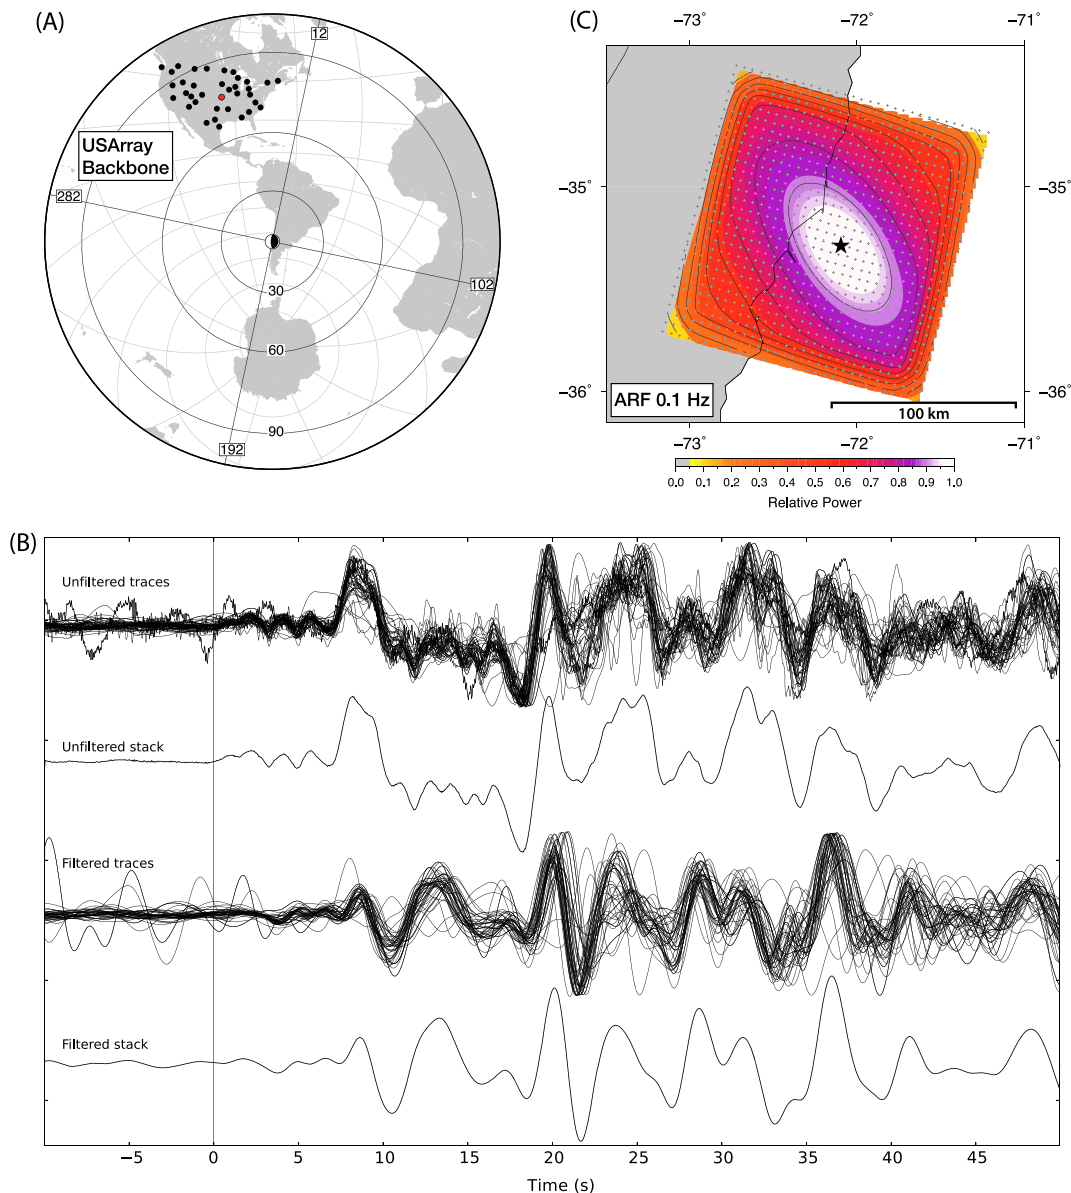 (A)
12
USArray
Backbone
282
102
30
60
90
192
(C)
−73˚
−72˚
−71˚
−35˚
−35˚
−36˚
−36˚
ARF 0.1 Hz
100 km
−73˚
−72˚
−71˚
0.0 0.1 0.2 0.3 0.4 0.5 0.6 0.7 0.8 0.9 1.0
Relative Power
(B)
Unfiltered traces
Unfiltered stack
Filtered traces
Filtered stack
−5 0 5 10 15 20 25 30 35 40 45
Time (s)